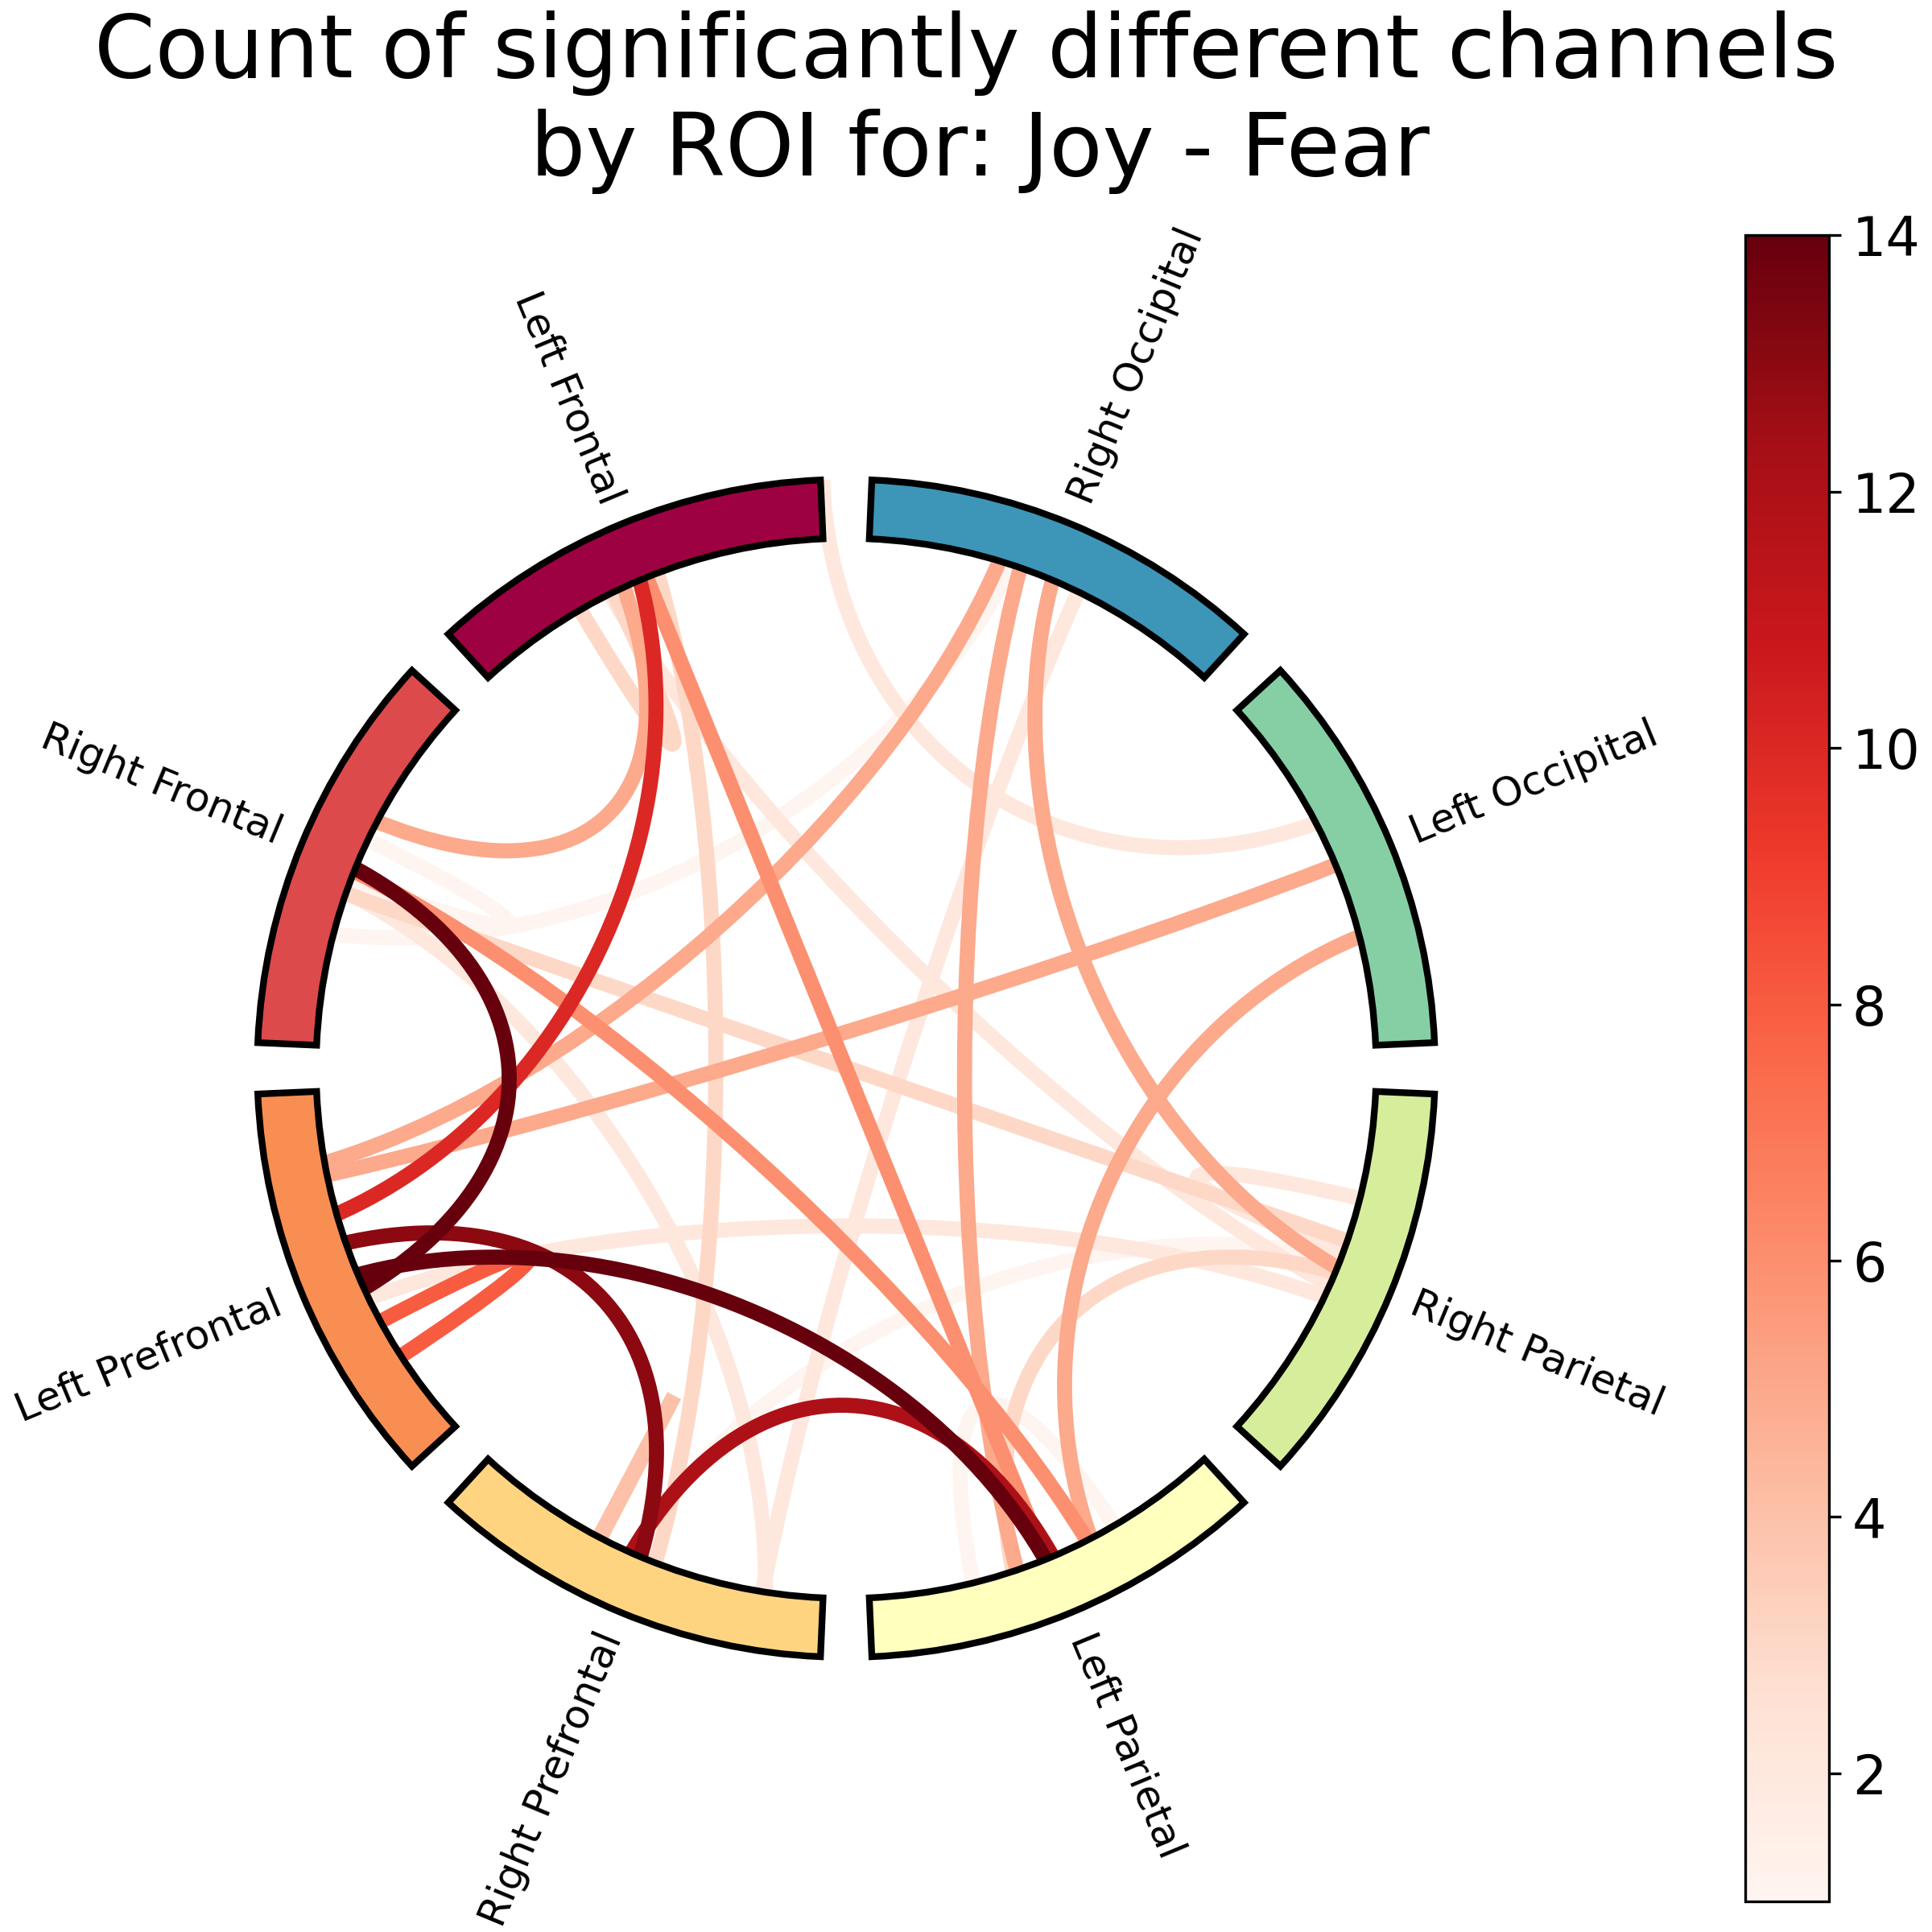 Count of significantly different channels
by ROI for: Joy - Fear
Right Occipital
Left Frontal
Left Occipital
Right Frontal
Right Parietal
Left Prefrontal
Left Parietal
Right Prefrontal
14
12
10
8
6
4
2